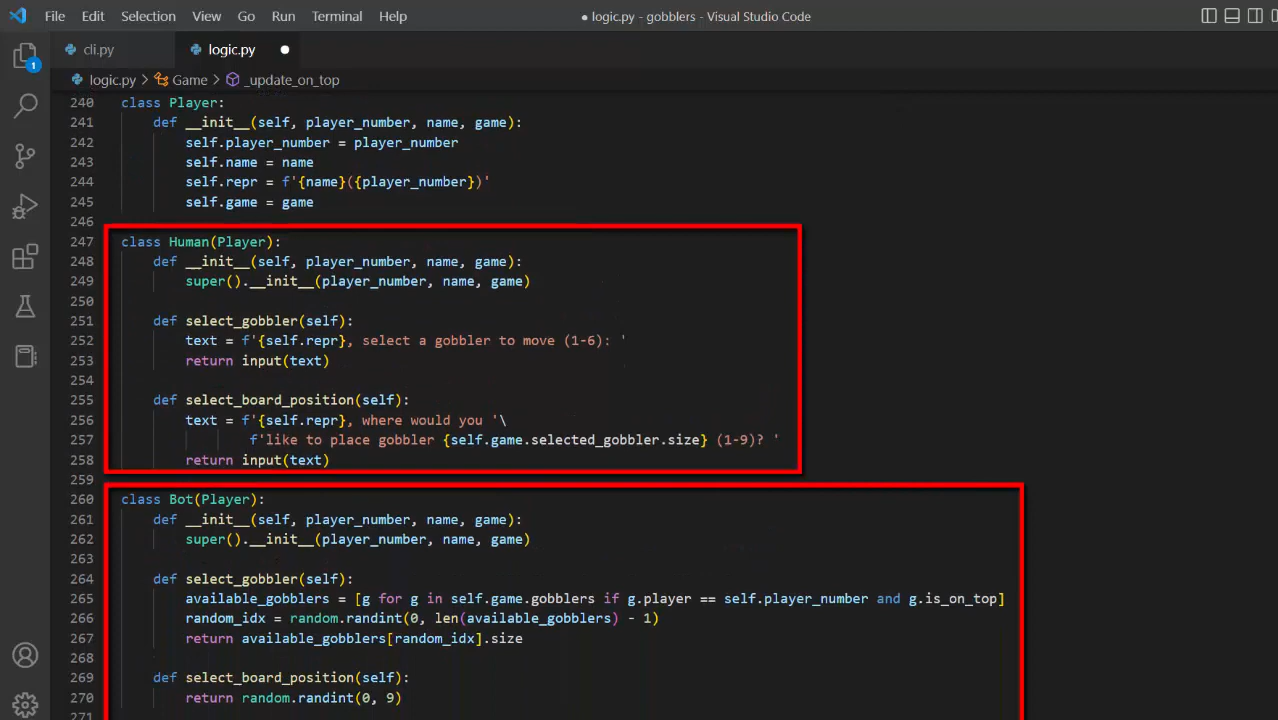 File Edit Selection View Go Run Terminal Help
● logic.py - gobblers - Visual Studio Code
1
cli.py
logic.py ●
logic.py > Game > _update_on_top
240 class Player:
241 def __init__(self, player_number, name, game):
242 self.player_number = player_number
243 self.name = name
244 self.repr = f'{name}({player_number})'
245 self.game = game
246
247 class Human(Player):
248 def __init__(self, player_number, name, game):
249 super().__init__(player_number, name, game)
250
251 def select_gobbler(self):
252 text = f'{self.repr}, select a gobbler to move (1-6): '
253 return input(text)
254
255 def select_board_position(self):
256 text = f'{self.repr}, where would you '\
257 f'like to place gobbler {self.game.selected_gobbler.size} (1-9)? '
258 return input(text)
259
260 class Bot(Player):
261 def __init__(self, player_number, name, game):
262 super().__init__(player_number, name, game)
263
264 def select_gobbler(self):
265 available_gobblers = [g for g in self.game.gobblers if g.player == self.player_number and g.is_on_top]
266 random_idx = random.randint(0, len(available_gobblers) - 1)
267 return available_gobblers[random_idx].size
268
269 def select_board_position(self):
270 return random.randint(0, 9)
271